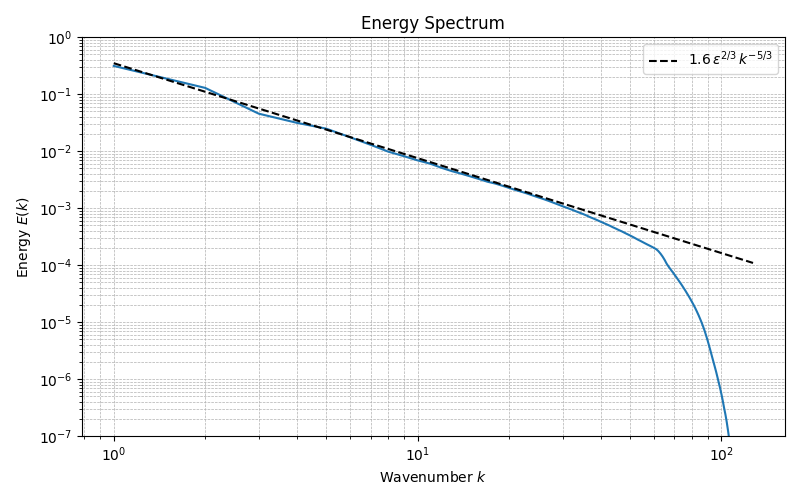 Energy Spectrum
1.6 ε^{2/3} k^{-5/3}
Energy E(k)
10^0
10^{-1}
10^{-2}
10^{-3}
10^{-4}
10^{-5}
10^{-6}
10^{-7}
10^0
10^1
10^2
Wavenumber k